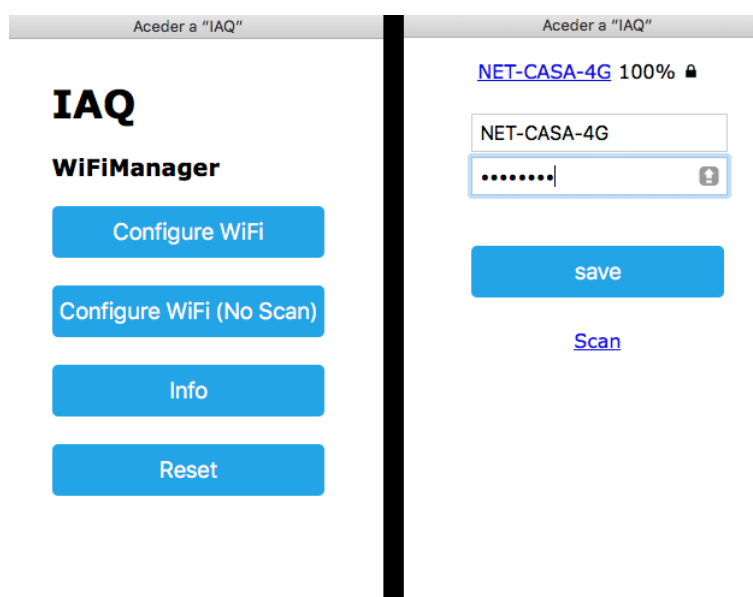 Aceder a “IAQ”
IAQ
WiFiManager
Configure WiFi
Configure WiFi (No Scan)
Info
Reset
Aceder a “IAQ”
NET-CASA-4G 100%
NET-CASA-4G
••••••••
save
Scan